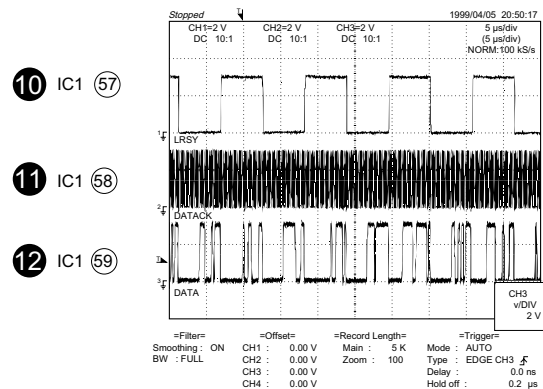 Stopped
1999/04/05 20:50:17
CH1=2 V CH2=2 V CH3=2 V 5 µs/div
DC 10:1 DC 10:1 DC 10:1 (5 µs/div)
NORM:100 kS/s
10 IC1 57
1
LRSY
11 IC1 58
2
DATACK
12 IC1 59
3
DATA
CH3
v/DIV
2 V
=Filter= =Offset= =Record Length= =Trigger=
Smoothing : ON CH1 : 0.00 V Main : 5 K Mode : AUTO
BW : FULL CH2 : 0.00 V Zoom : 100 Type : EDGE CH3
CH3 : 0.00 V Delay : 0.0 ns
CH4 : 0.00 V Hold off : 0.2 µs